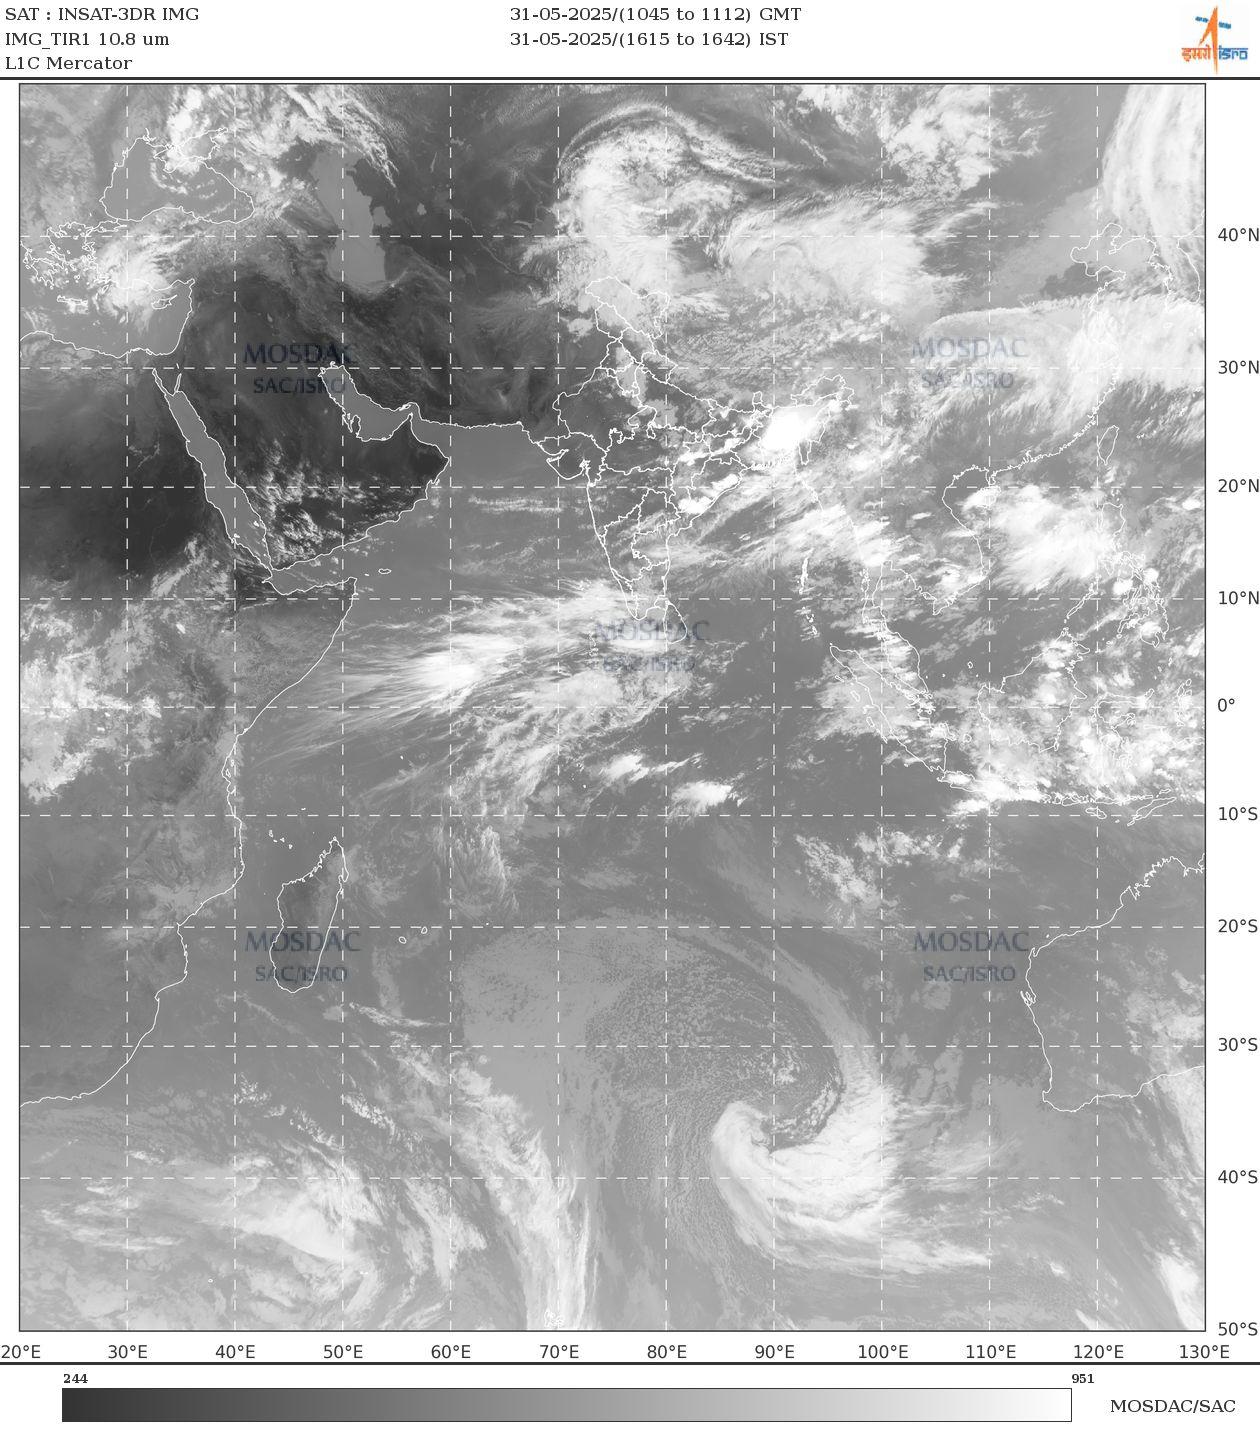 SAT : INSAT-3DR IMG
31-05-2025/(1045 to 1112) GMT
IMG_TIR1 10.8 um
31-05-2025/(1615 to 1642) IST
L1C Mercator
इसरो isro
40°N
MOSDAC
SAC/ISRO
MOSDAC
SAC/ISRO
30°N
20°N
10°N
MOSDAC
SAC/ISRO
0°
10°S
20°S
MOSDAC
SAC/ISRO
MOSDAC
SAC/ISRO
30°S
40°S
50°S
20°E 30°E 40°E 50°E 60°E 70°E 80°E 90°E 100°E 110°E 120°E 130°E
244
951
MOSDAC/SAC